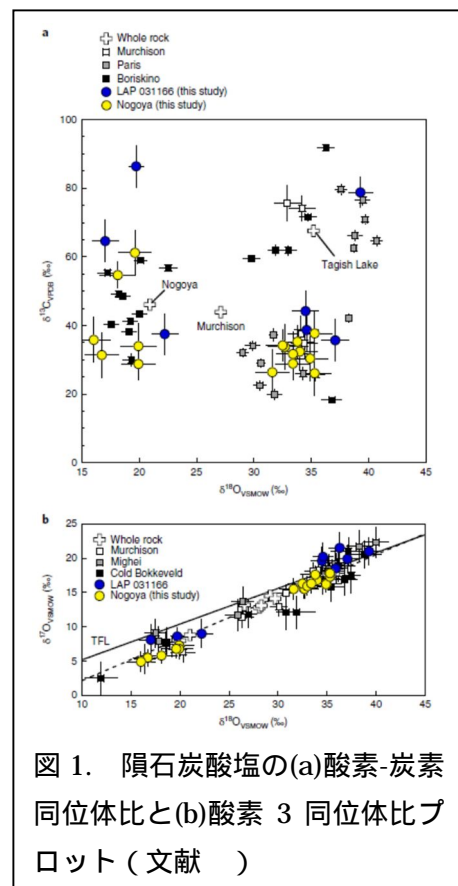 a
Whole rock
Murchison
Paris
Boriskino
LAP 031166 (this study)
Nogoya (this study)
100
80
60
40
20
0
δ¹³C_VPDB (‰)
Nogoya
Murchison
Tagish Lake
15 20 25 30 35 40 45
δ¹⁸O_VSMOW (‰)
b
25
20
15
10
5
0
δ¹⁷O_VSMOW (‰)
Whole rock
Murchison
Mighei
Cold Bokkeveld
LAP 031166
Nogoya (this study)
TFL
10 15 20 25 30 35 40 45
δ¹⁸O_VSMOW (‰)
図 1. 隕石炭酸塩の(a)酸素-炭素
同位体比と(b)酸素 3 同位体比プ
ロット（文献 ）